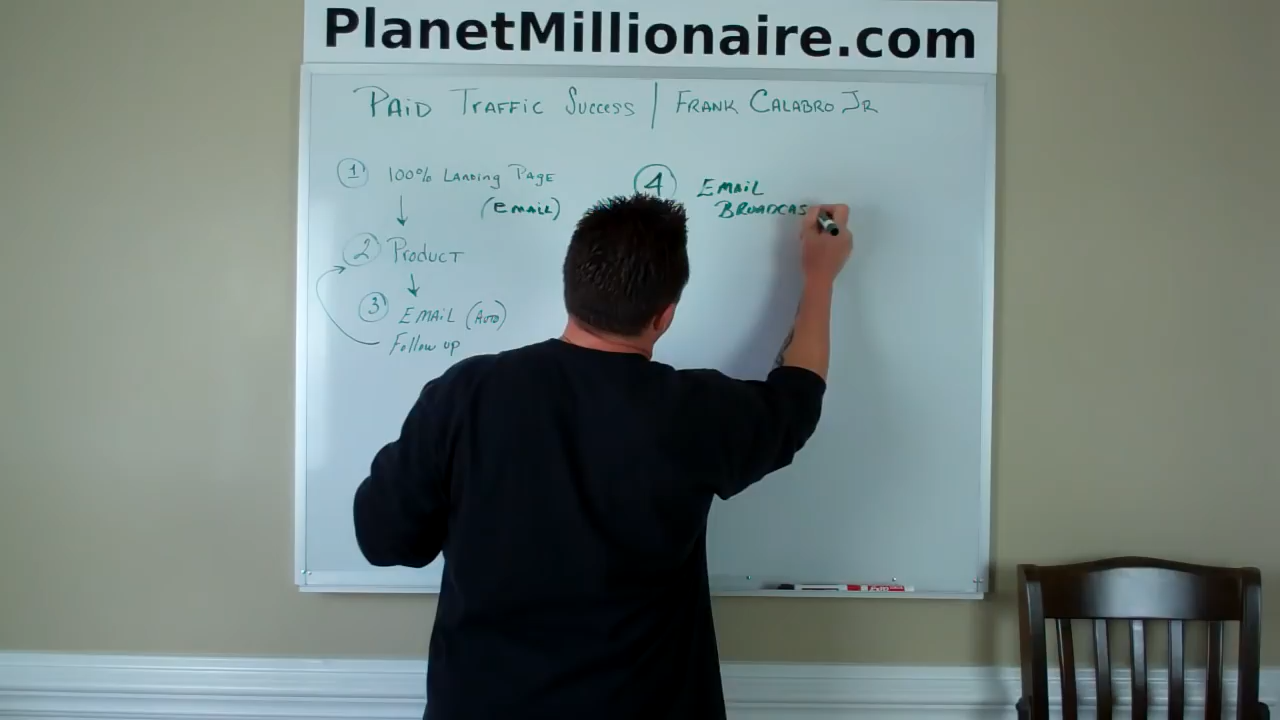 PlanetMillionaire.com
PAiD TRAFFiC Success | FRANK CALABRO JR
1 100% LANDiNg PAgE
(EMAiL)
2 PRODUCT
3 EMAiL (AUTO)
Follow up
4 EMAiL
BROADCAS